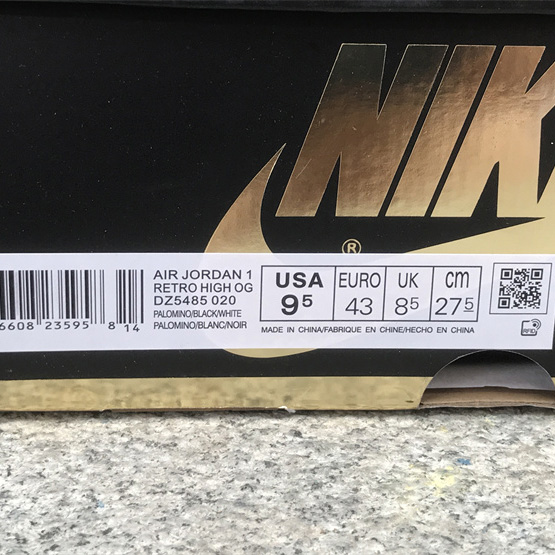 NIK
®
AIR JORDAN 1
RETRO HIGH OG
DZ5485 020
PALOMINO/BLACK/WHITE
PALOMINO/BLANC/NOIR
USA
9⁵
EURO
43
UK
8⁵
cm
27⁵
MADE IN CHINA/FABRIQUE EN CHINE/HECHO EN CHINA
6608 23595 8 14
RFID